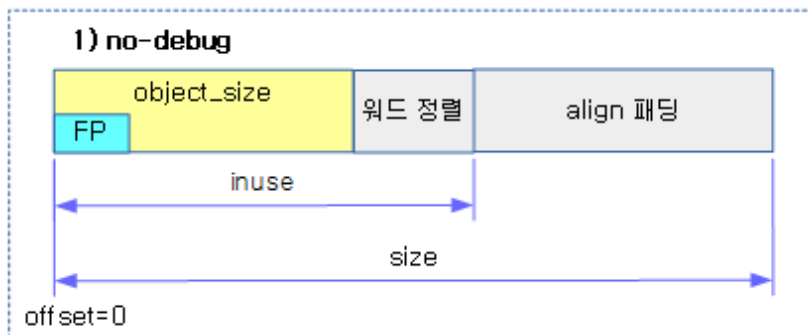 1) no-debug
object_size
FP
워드 정렬
align 패딩
inuse
size
offset=0